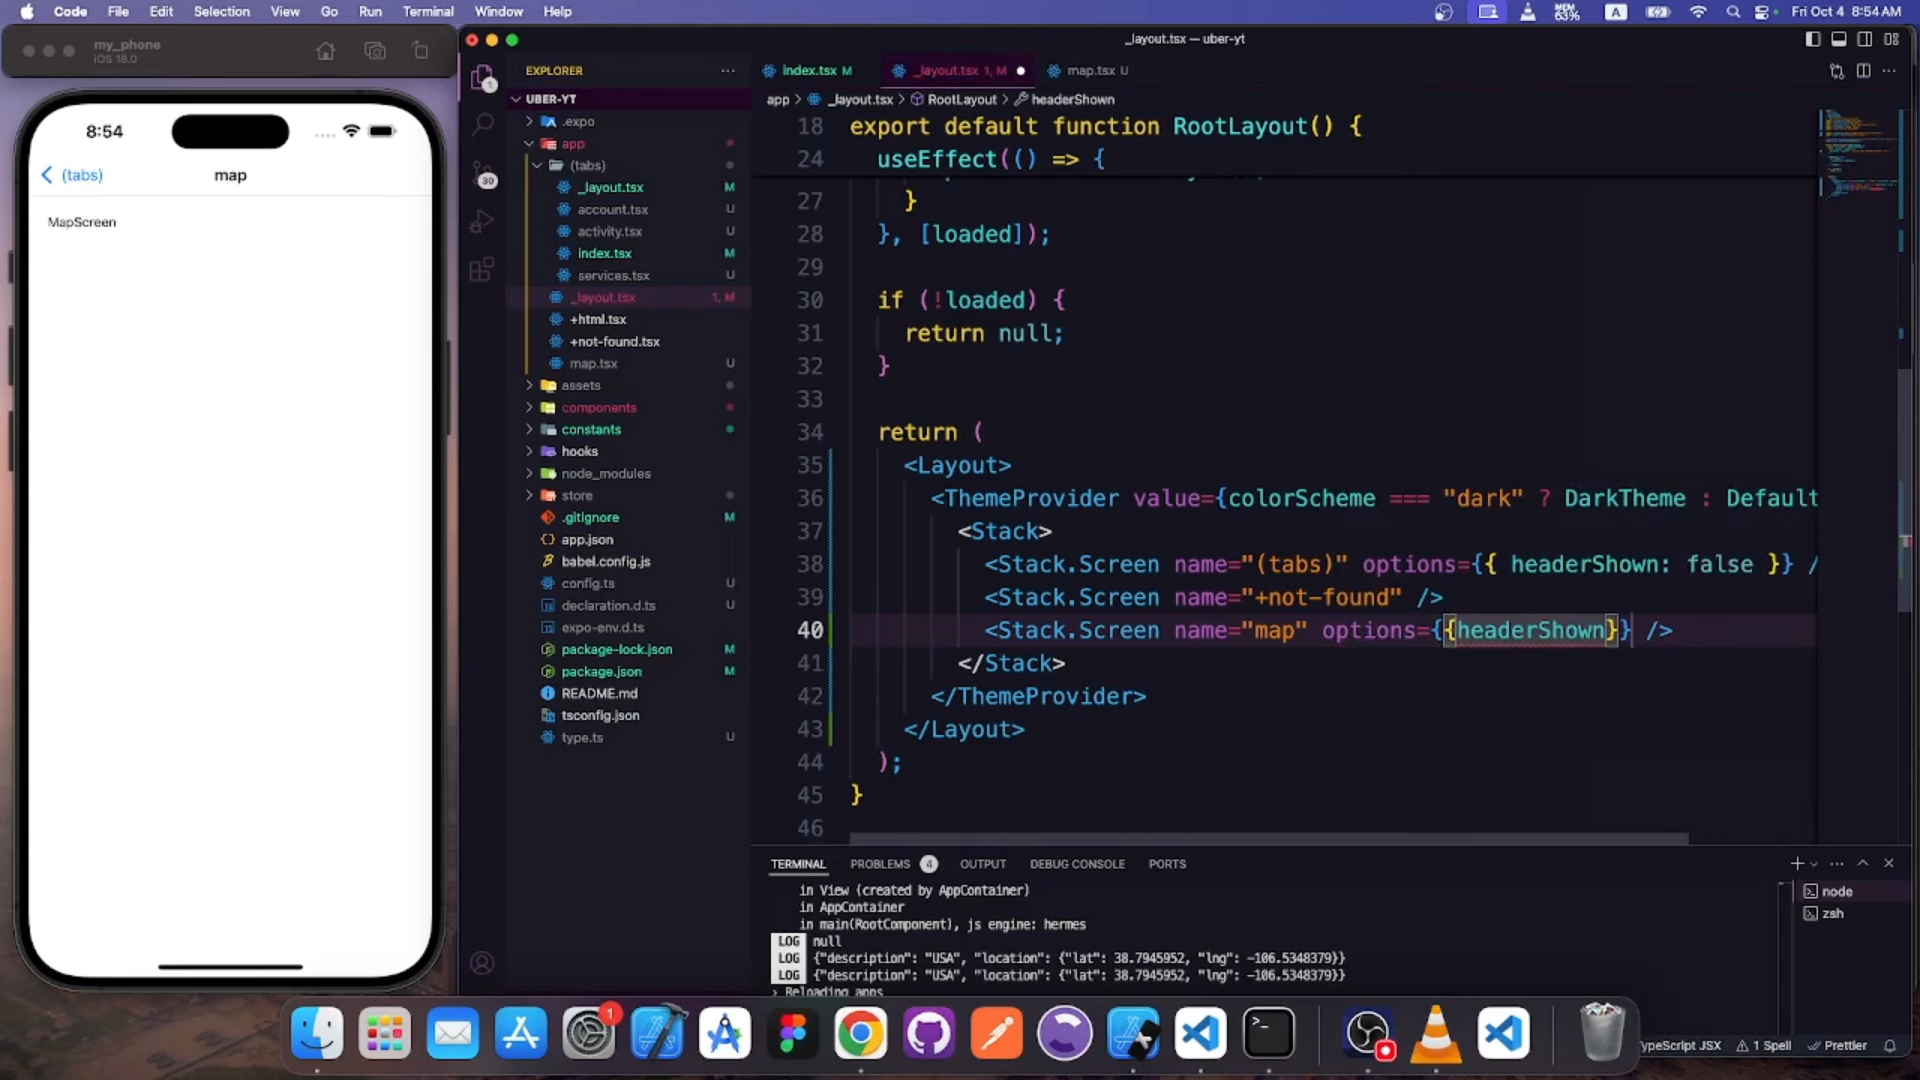 Code File Edit Selection View Go Run Terminal Window Help
MEM 63% A Fri Oct 4 8:54 AM
my_phone
iOS 18.0
8:54
(tabs) map
MapScreen
_layout.tsx — uber-yt
EXPLORER
UBER-YT
.expo
app
(tabs)
_layout.tsx M
account.tsx U
activity.tsx U
index.tsx M
services.tsx U
_layout.tsx 1, M
+html.tsx
+not-found.tsx
map.tsx U
assets
components
constants
hooks
node_modules
store
.gitignore M
app.json
babel.config.js
config.ts U
declaration.d.ts U
expo-env.d.ts U
package-lock.json M
package.json M
README.md
tsconfig.json
type.ts U
1
30
index.tsx M _layout.tsx 1, M map.tsx U
app > _layout.tsx > RootLayout > headerShown
18 export default function RootLayout() {
24 useEffect(() => {
27 }
28 }, [loaded]);
29
30 if (!loaded) {
31 return null;
32 }
33
34 return (
35 <Layout>
36 <ThemeProvider value={colorScheme === "dark" ? DarkTheme : Default
37 <Stack>
38 <Stack.Screen name="(tabs)" options={{ headerShown: false }} /
39 <Stack.Screen name="+not-found" />
40 <Stack.Screen name="map" options={{headerShown}} />
41 </Stack>
42 </ThemeProvider>
43 </Layout>
44 );
45 }
46
TERMINAL PROBLEMS 4 OUTPUT DEBUG CONSOLE PORTS
in View (created by AppContainer)
in AppContainer
in main(RootComponent), js engine: hermes
LOG null
LOG {"description": "USA", "location": {"lat": 38.7945952, "lng": -106.5348379}}
LOG {"description": "USA", "location": {"lat": 38.7945952, "lng": -106.5348379}}
› Reloading apps
node
zsh
1
TypeScript JSX 1 Spell Prettier